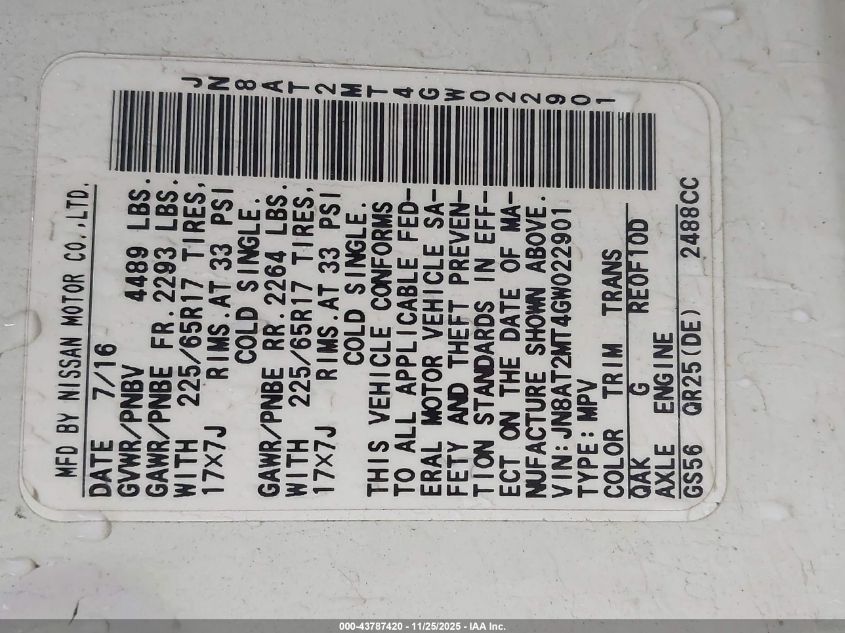 JN8AT2MT4GW022901
MFD BY NISSAN MOTOR CO.,LTD.
DATE 7/16
GVWR/PNBV 4489 LBS.
GAWR/PNBE FR.2293 LBS.
WITH 225/65R17 TIRES,
17X7J RIMS.AT 33 PSI
COLD SINGLE.
GAWR/PNBE RR.2264 LBS.
WITH 225/65R17 TIRES,
17X7J RIMS AT 33 PSI
COLD SINGLE.
THIS VEHICLE CONFORMS
TO ALL APPLICABLE FED-
ERAL MOTOR VEHICLE SA-
FETY AND THEFT PREVEN-
TION STANDARDS IN EFF-
ECT ON THE DATE OF MA-
NUFACTURE SHOWN ABOVE.
VIN:JN8AT2MT4GW022901
TYPE:MPV
COLOR TRIM TRANS
QAK G RE0F10D
AXLE ENGINE
GS56 QR25(DE) 2488CC
000-43787420 - 11/25/2025 - IAA Inc.